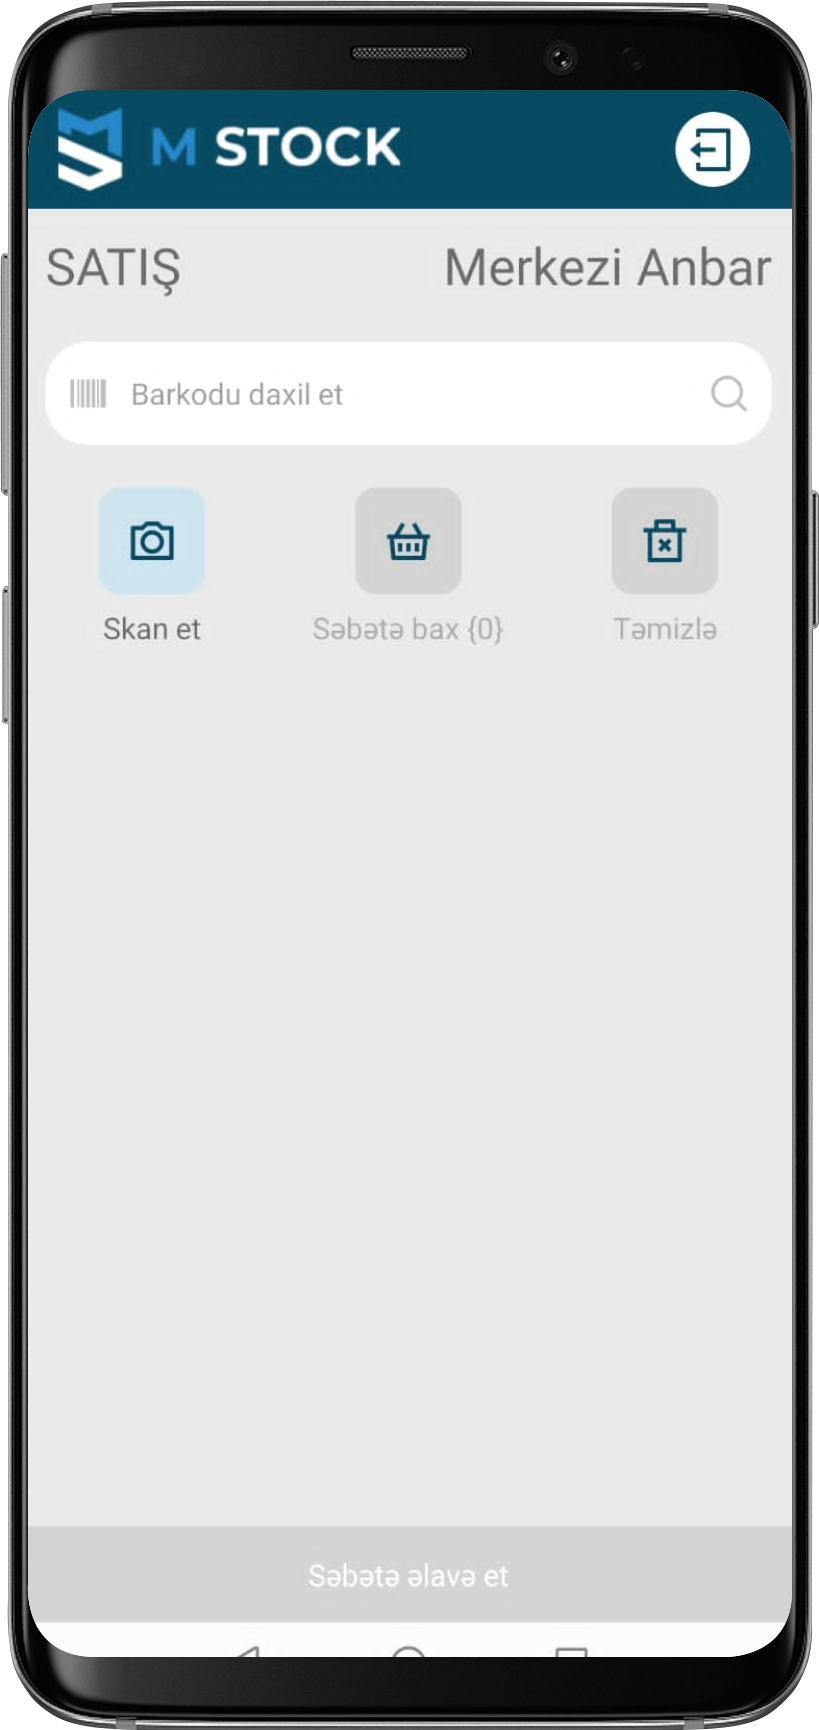 M STOCK
SATIŞ
Merkezi Anbar
Barkodu daxil et
Skan et
Səbətə bax {0}
Təmizlə
Səbətə əlavə et